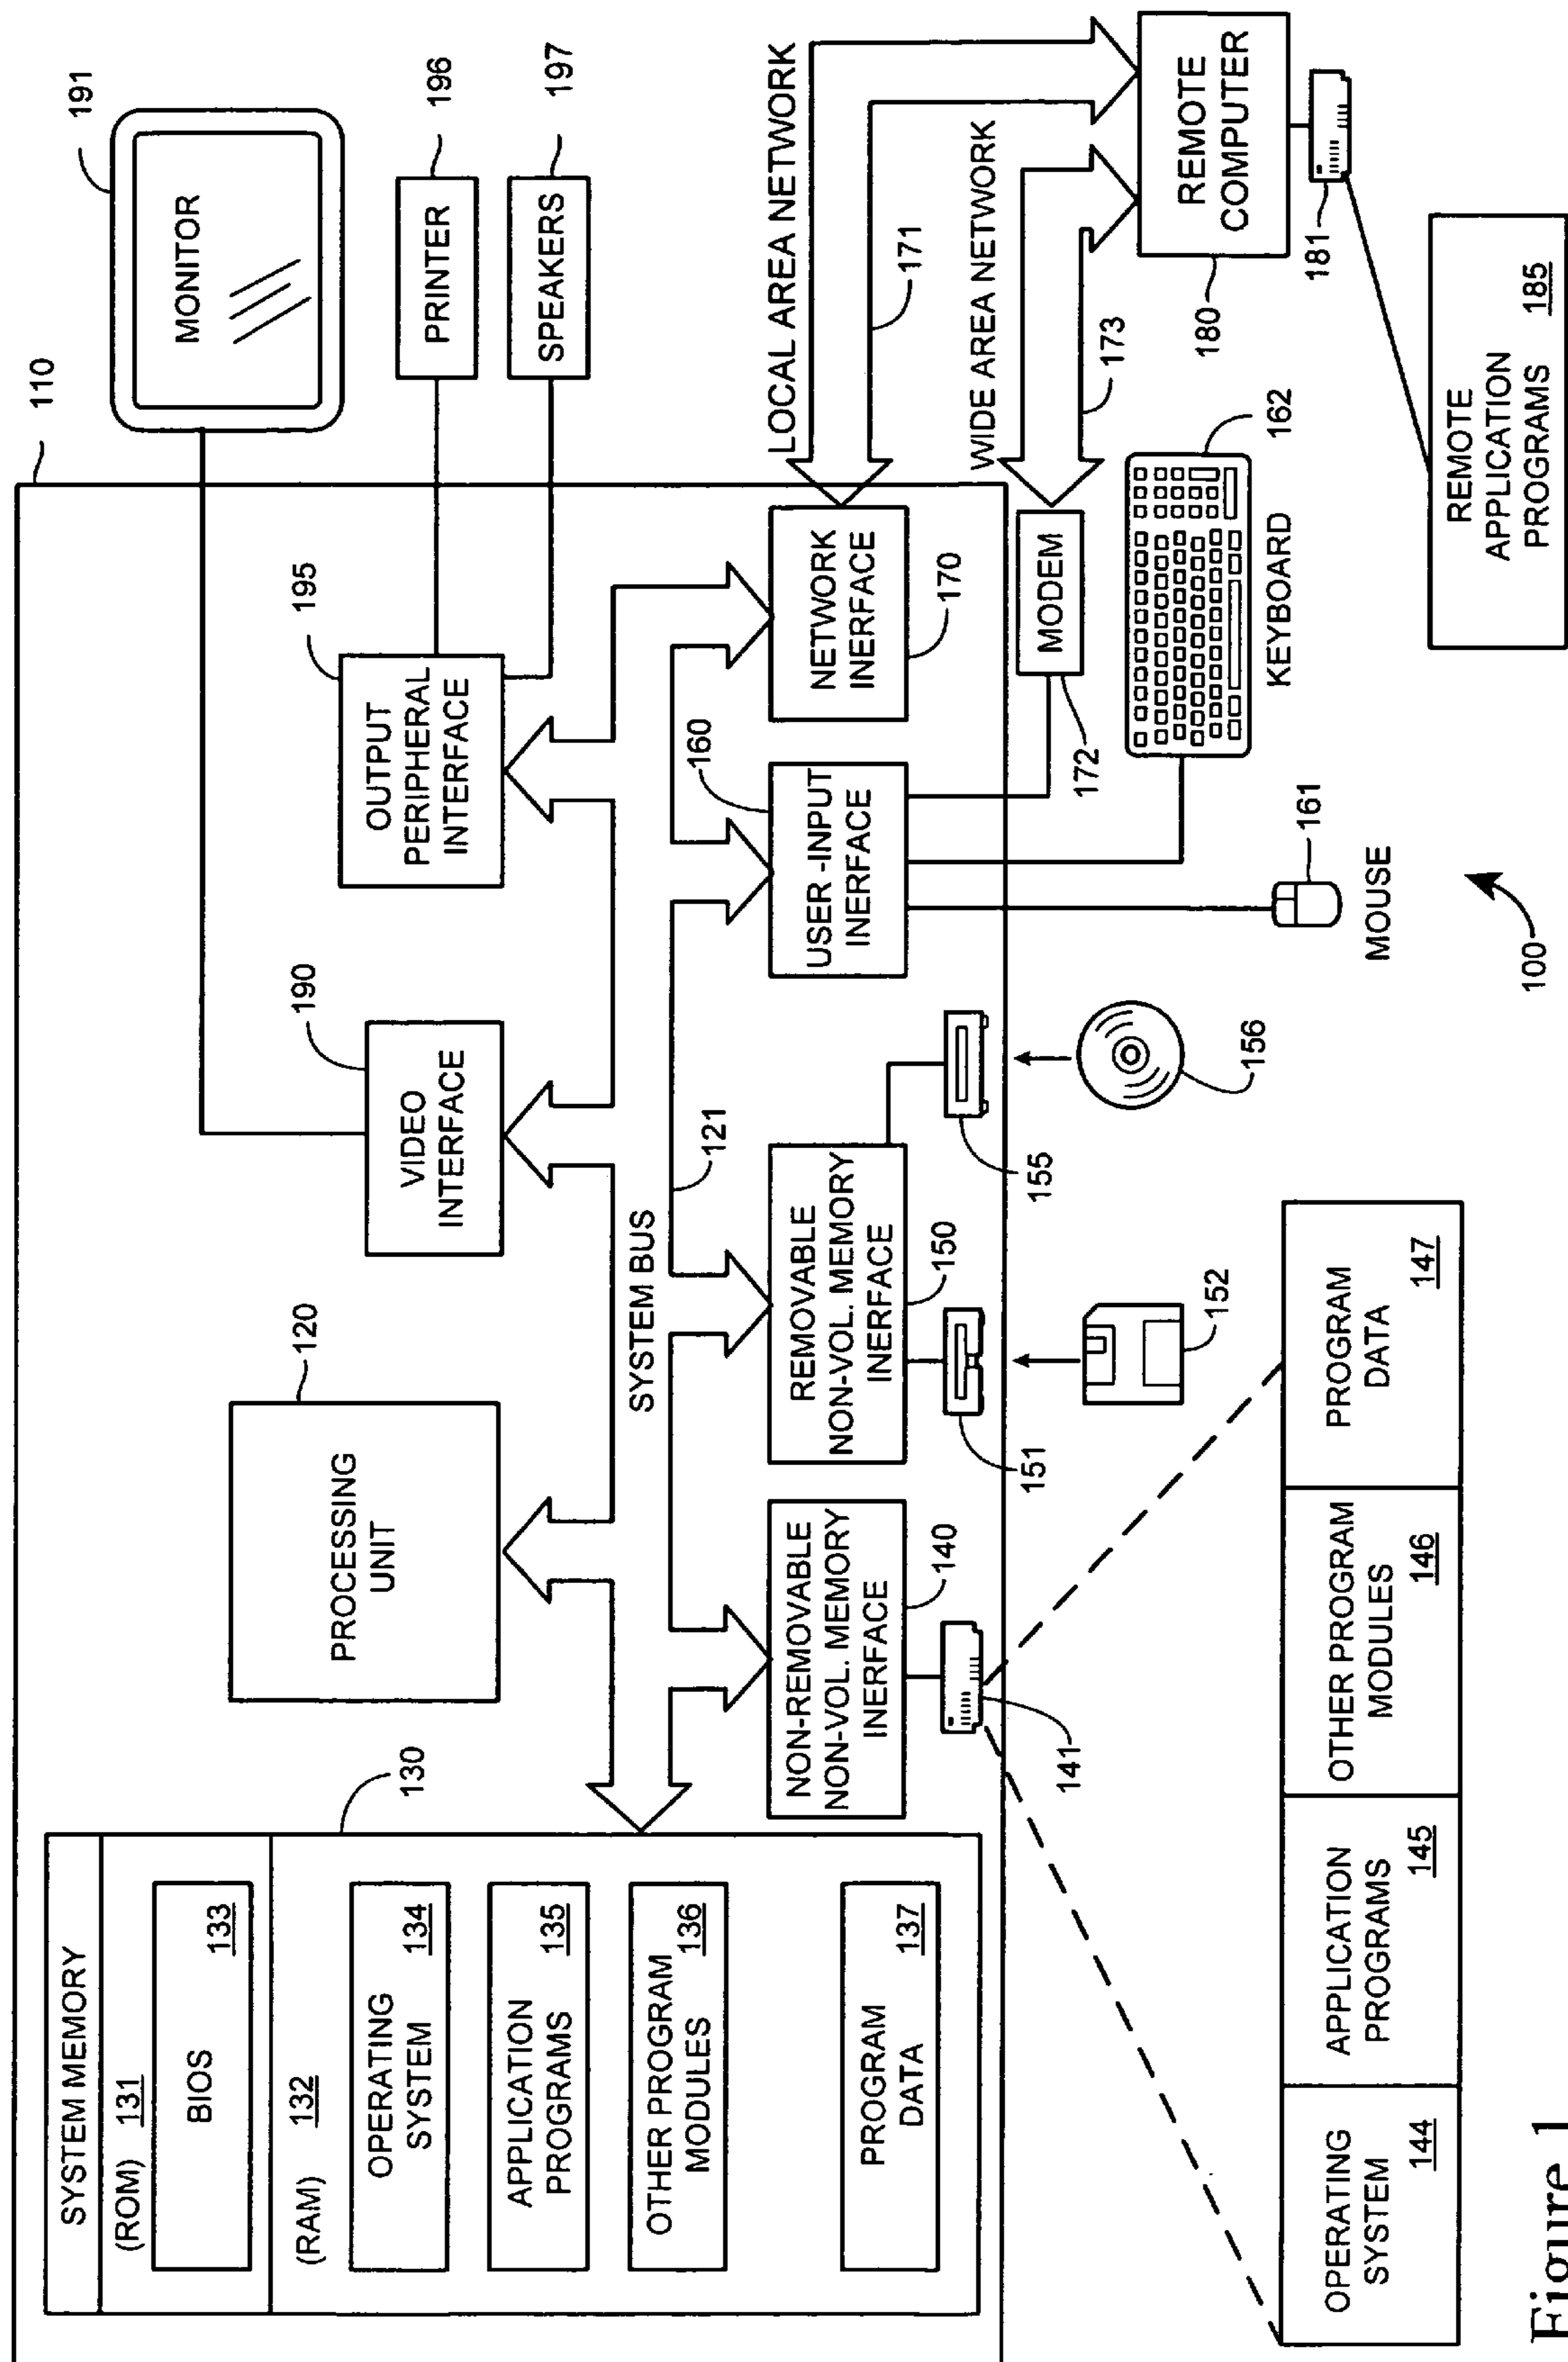 110
191
MONITOR
SYSTEM MEMORY
(ROM) 131
BIOS
133
(RAM) 132
OPERATING
SYSTEM
134
APPLICATION
PROGRAMS
135
OTHER PROGRAM
MODULES
136
PROGRAM
DATA
137
130
PROCESSING
UNIT
120
VIDEO
INTERFACE
190
OUTPUT
PERIPHERAL
INTERFACE
195
PRINTER
196
SPEAKERS
197
SYSTEM BUS
121
NON-REMOVABLE
NON-VOL. MEMORY
INERFACE
140
141
REMOVABLE
NON-VOL. MEMORY
INERFACE
150
151
152
155
156
USER -INPUT
INERFACE
160
NETWORK
INERFACE
170
LOCAL AREA NETWORK
171
WIDE AREA NETWORK
173
MODEM
172
KEYBOARD
162
MOUSE
161
REMOTE
COMPUTER
180
181
REMOTE
APPLICATION
PROGRAMS
185
OPERATING
SYSTEM
144
APPLICATION
PROGRAMS
145
OTHER PROGRAM
MODULES
146
PROGRAM
DATA
147
100
Figure 1